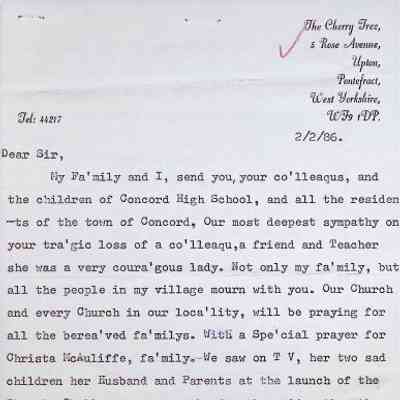 The Cherry Tree,
5 Rose Avenue,
Upton,
Pontefract,
West Yorkshire,
WF9 1DP.
Tel: 44217
2/2/86.
Dear Sir,
My Fa'mily and I, send you,your co'lleaqus, and
the children of Concord High School, and all the residen
-ts of the town of Concord, Our most deepest sympathy on
your tra'gic loss of a co'lleaqu,a friend and Teacher
she was a very coura'gous lady. Not only my fa'mily, but
all the people in my village mourn with you. Our Church
and every Church in our loca'lity, will be praying for
all the berea'ved fa'milys. With a Spe'cial prayer for
Christa McAuliffe, fa'mily.-We saw on T V, her two sad
children her Husband and Parents at the launch of the